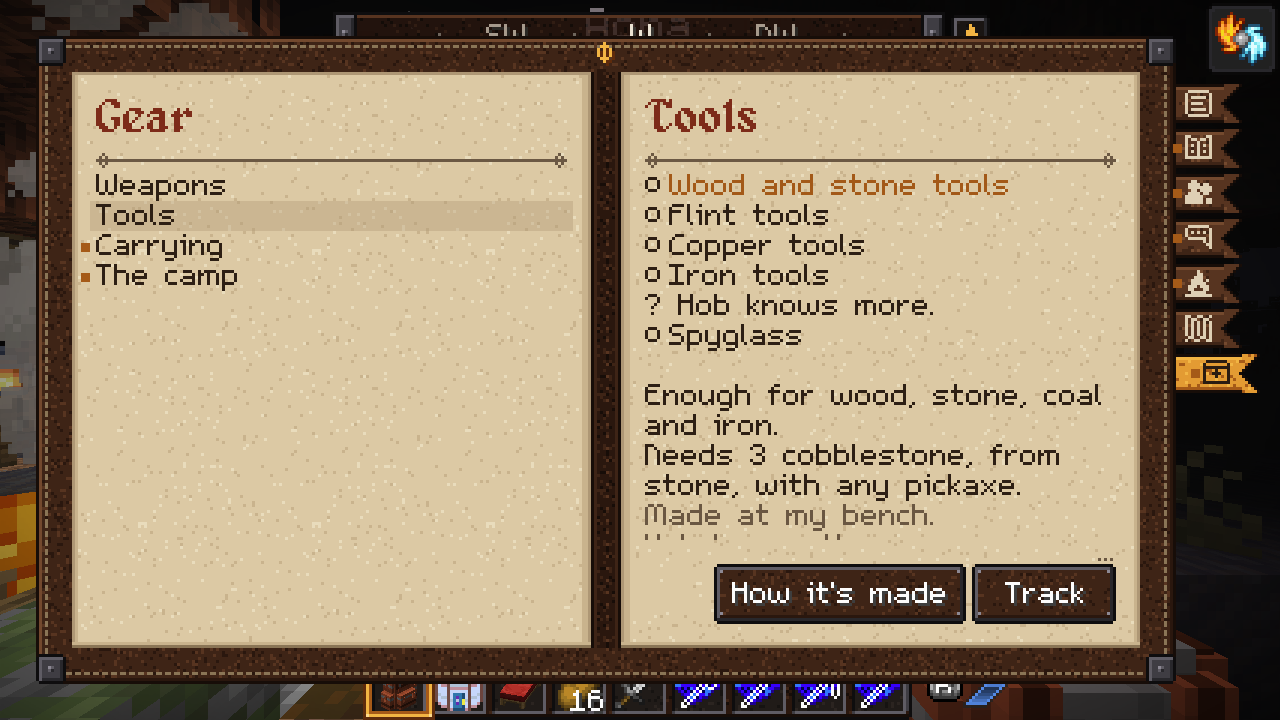 SW W NW
Gear
Weapons
Tools
Carrying
The camp
Tools
Wood and stone tools
Flint tools
Copper tools
Iron tools
? Hob knows more.
Spyglass
Enough for wood, stone, coal
and iron.
Needs 3 cobblestone, from
stone, with any pickaxe.
Made at my bench.
...
How it's made
Track
16